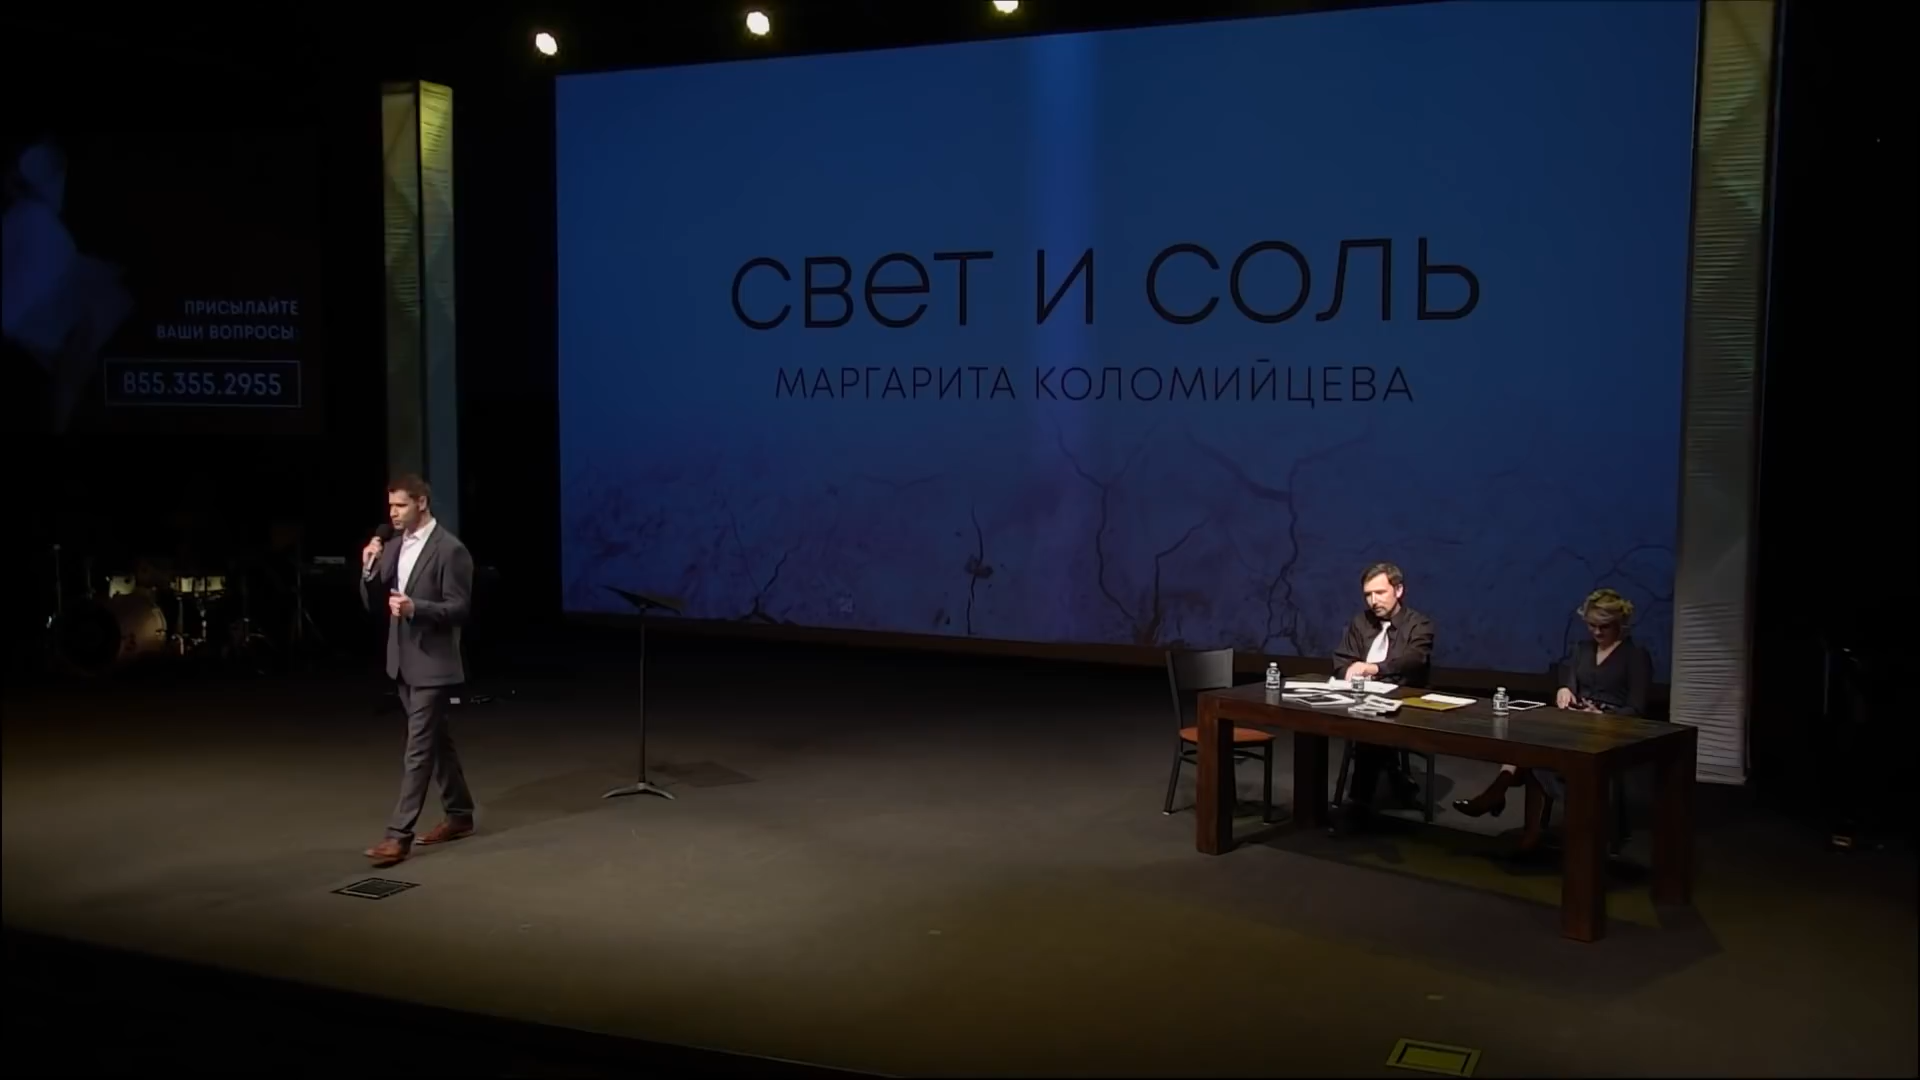 свет и соль
МАРГАРИТА КОЛОМИЙЦЕВА
ПРИСЫЛАЙТЕ
ВАШИ ВОПРОСЫ:
855.355.2955